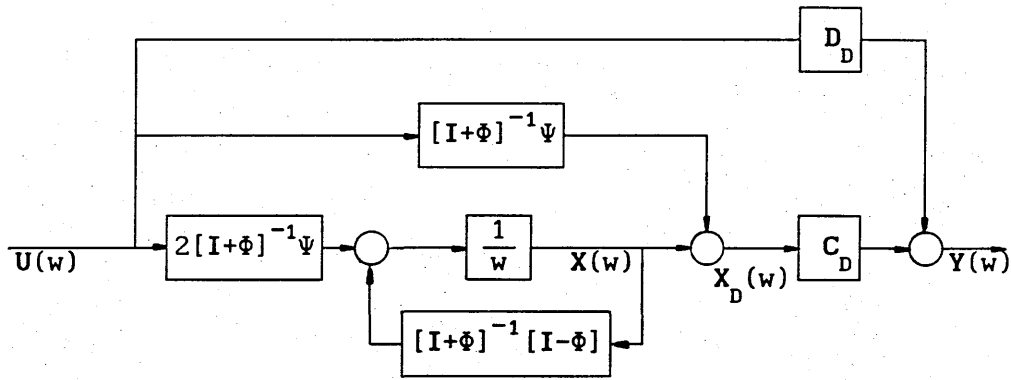 D_D
[I+Φ]^{-1}Ψ
2[I+Φ]^{-1}Ψ
1/w
C_D
U(w)
X(w)
X_D(w)
Y(w)
[I+Φ]^{-1}[I-Φ]